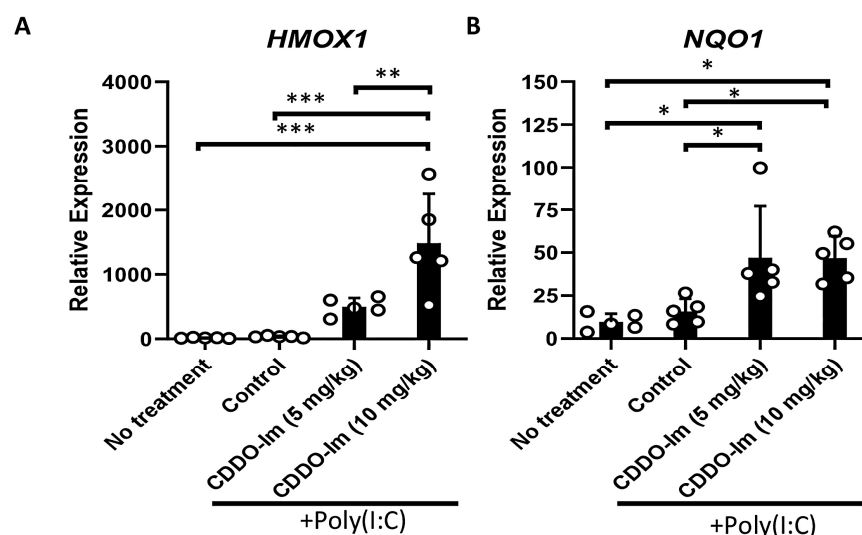 A
HMOX1
Relative Expression
4000
3000
2000
1000
0
**
***
***
No treatment
Control
CDDO-Im (5 mg/kg)
CDDO-Im (10 mg/kg)
+Poly(I:C)
B
NQO1
Relative Expression
150
125
100
75
50
25
0
*
*
*
*
No treatment
Control
CDDO-Im (5 mg/kg)
CDDO-Im (10 mg/kg)
+Poly(I:C)